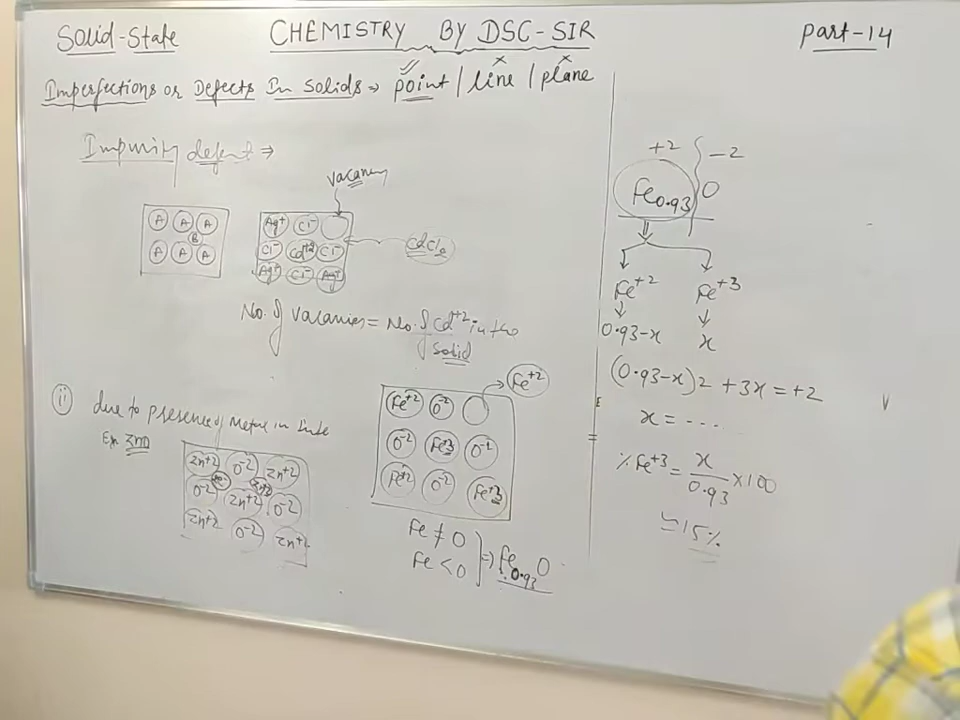 Solid-State CHEMISTRY BY DSC-SIR Part-14
Imperfections or Defects In Solids → point / line / plane
Impurity defent ⇒
vacancy
A A A
B
A A A
Ag+ Cl-
Cl- Cd+2 Cl-
Ag+ Cl- Ag+
CdCl2
No. of vacancies = No. of Cd+2 in the
Solid
ii
due to presence of Metal in
Ex ZnO
Zn+2 O-2 Zn+2
Zn+2
O-2 Zn+2 O-2
Zn+2 O-2 Zn+2
Fe+2
Fe+2 O-2
O-2 Fe+3 O-2
Fe+2 O-2 Fe+3
Fe ≠ O
Fe < O
⇒ Fe0.93O
+2 -2
Fe0.93 O
Fe+2 Fe+3
0.93-x x
(0.93-x)2 + 3x = +2
x = ---
% Fe+3 = x/0.93 × 100
≃ 15%